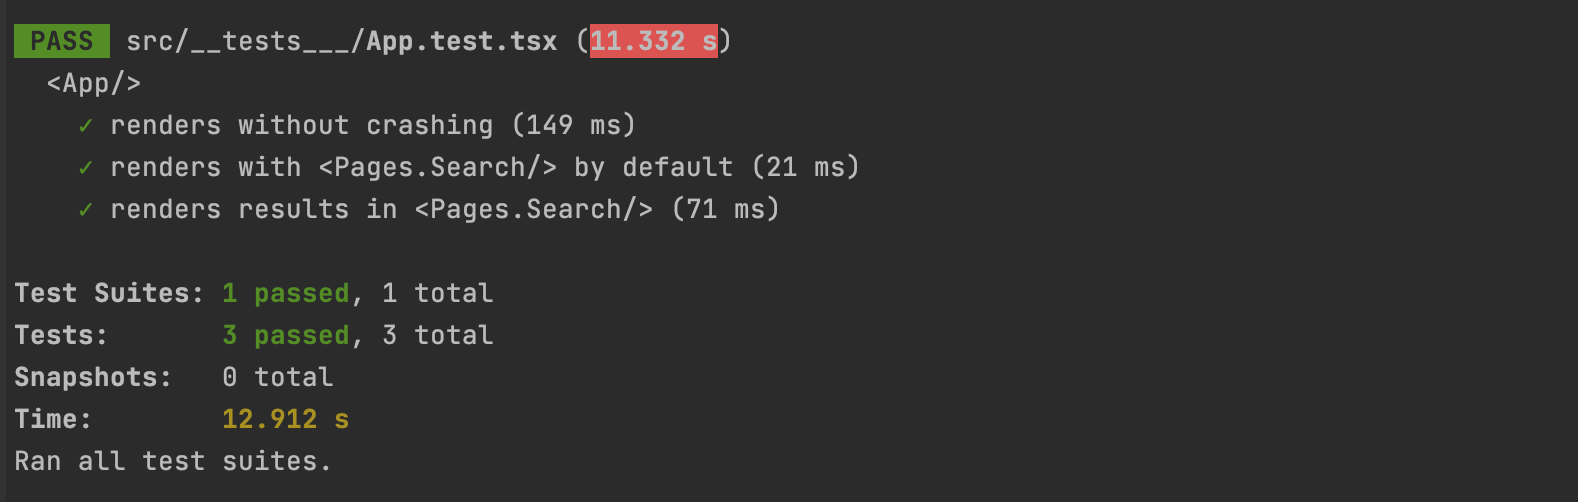 PASS src/__tests___/App.test.tsx (11.332 s)
<App/>
✓ renders without crashing (149 ms)
✓ renders with <Pages.Search/> by default (21 ms)
✓ renders results in <Pages.Search/> (71 ms)
Test Suites: 1 passed, 1 total
Tests: 3 passed, 3 total
Snapshots: 0 total
Time: 12.912 s
Ran all test suites.